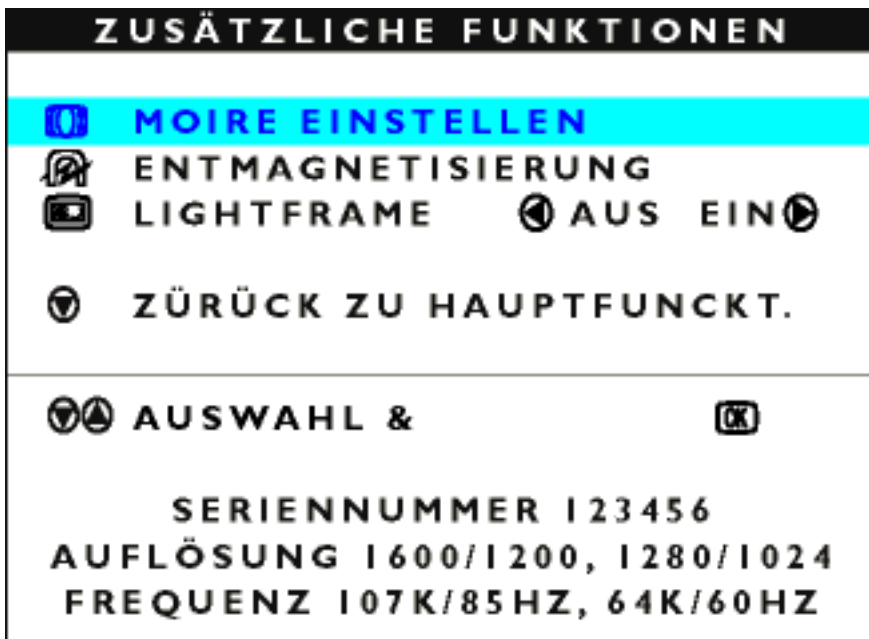 ZUSÄTZLICHE FUNKTIONEN
MOIRE EINSTELLEN
ENTMAGNETISIERUNG
LIGHTFRAME AUS EIN
ZÜRÜCK ZU HAUPTFUNCKT.
AUSWAHL & OK
SERIENNUMMER 123456
AUFLÖSUNG 1600/1200, 1280/1024
FREQUENZ 107K/85HZ, 64K/60HZ